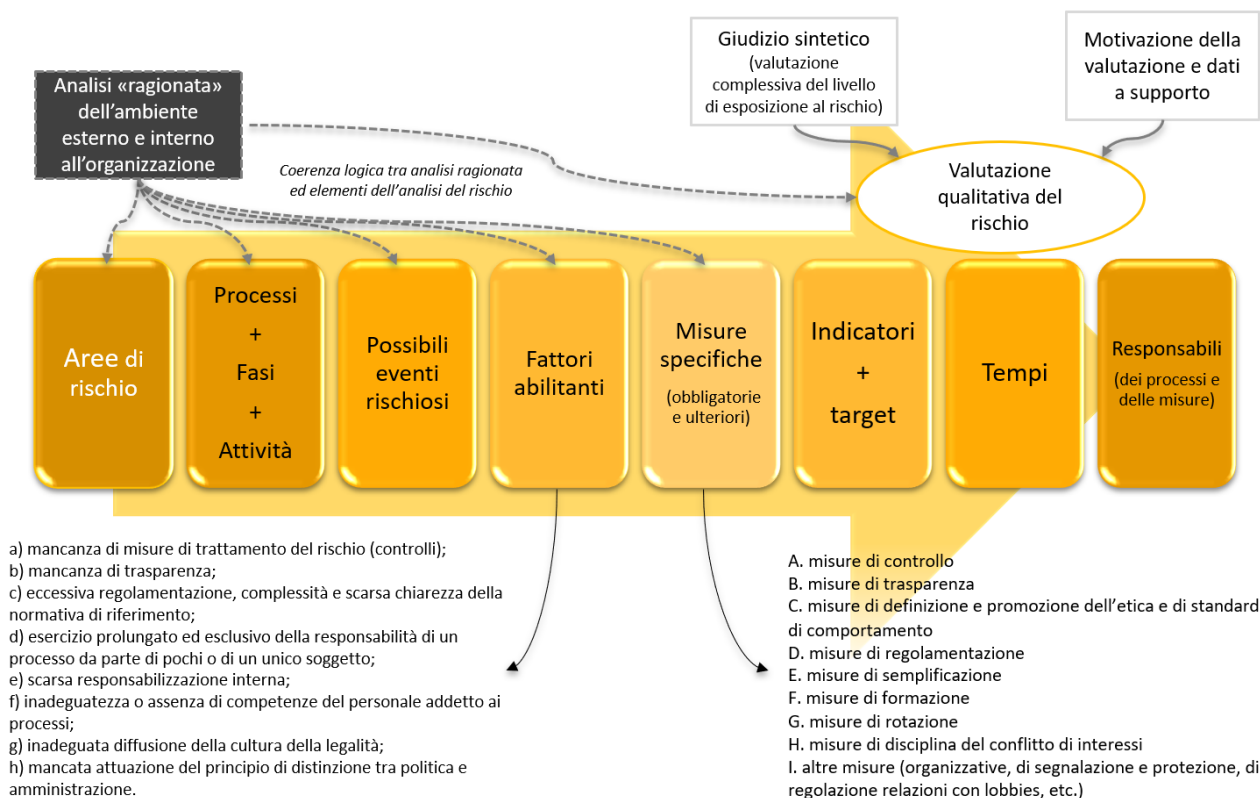 Analisi «ragionata»
dell’ambiente
esterno e interno
all’organizzazione
Giudizio sintetico
(valutazione
complessiva del livello
di esposizione al rischio)
Motivazione della
valutazione e dati
a supporto
Coerenza logica tra analisi ragionata
ed elementi dell’analisi del rischio
Valutazione
qualitativa del
rischio
Aree di
rischio
Processi
+
Fasi
+
Attività
Possibili
eventi
rischiosi
Fattori
abilitanti
Misure
specifiche
(obbligatorie
e ulteriori)
Indicatori
+
target
Tempi
Responsabili
(dei processi e
delle misure)
a) mancanza di misure di trattamento del rischio (controlli);
b) mancanza di trasparenza;
c) eccessiva regolamentazione, complessità e scarsa chiarezza della
normativa di riferimento;
d) esercizio prolungato ed esclusivo della responsabilità di un
processo da parte di pochi o di un unico soggetto;
e) scarsa responsabilizzazione interna;
f) inadeguatezza o assenza di competenze del personale addetto ai
processi;
g) inadeguata diffusione della cultura della legalità;
h) mancata attuazione del principio di distinzione tra politica e
amministrazione.
A. misure di controllo
B. misure di trasparenza
C. misure di definizione e promozione dell’etica e di standard
di comportamento
D. misure di regolamentazione
E. misure di semplificazione
F. misure di formazione
G. misure di rotazione
H. misure di disciplina del conflitto di interessi
I. altre misure (organizzative, di segnalazione e protezione, di
regolazione relazioni con lobbies, etc.)